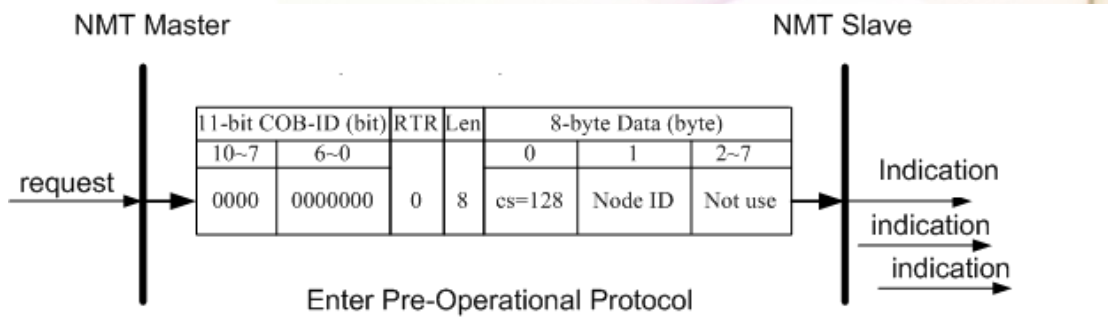 NMT Master NMT Slave
11-bit COB-ID (bit) RTR Len 8-byte Data (byte)
10~7 6~0 0 1 2~7
request 0000 0000000 0 8 cs=128 Node ID Not use Indication
indication
indication
Enter Pre-Operational Protocol